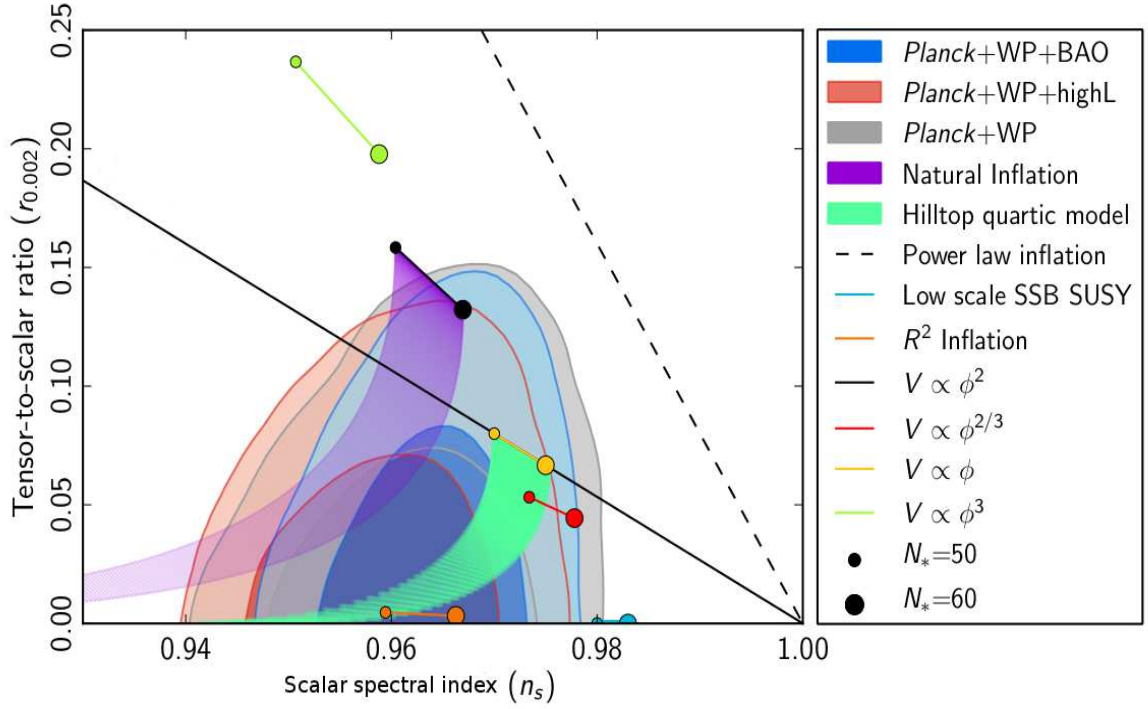 Tensor-to-scalar ratio (r0.002)
0.25
0.20
0.15
0.10
0.05
0.00
0.94
0.96
0.98
1.00
Scalar spectral index (ns)
Planck+WP+BAO
Planck+WP+highL
Planck+WP
Natural Inflation
Hilltop quartic model
Power law inflation
Low scale SSB SUSY
R² Inflation
V ∝ ϕ²
V ∝ ϕ^2/3
V ∝ ϕ
V ∝ ϕ³
N*=50
N*=60